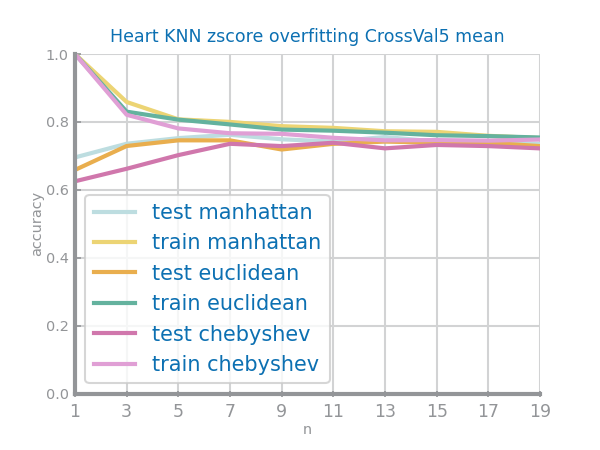 Heart KNN zscore overfitting CrossVal5 mean
accuracy
1.0
0.8
0.6
0.4
0.2
0.0
test manhattan
train manhattan
test euclidean
train euclidean
test chebyshev
train chebyshev
1 3 5 7 9 11 13 15 17 19
n